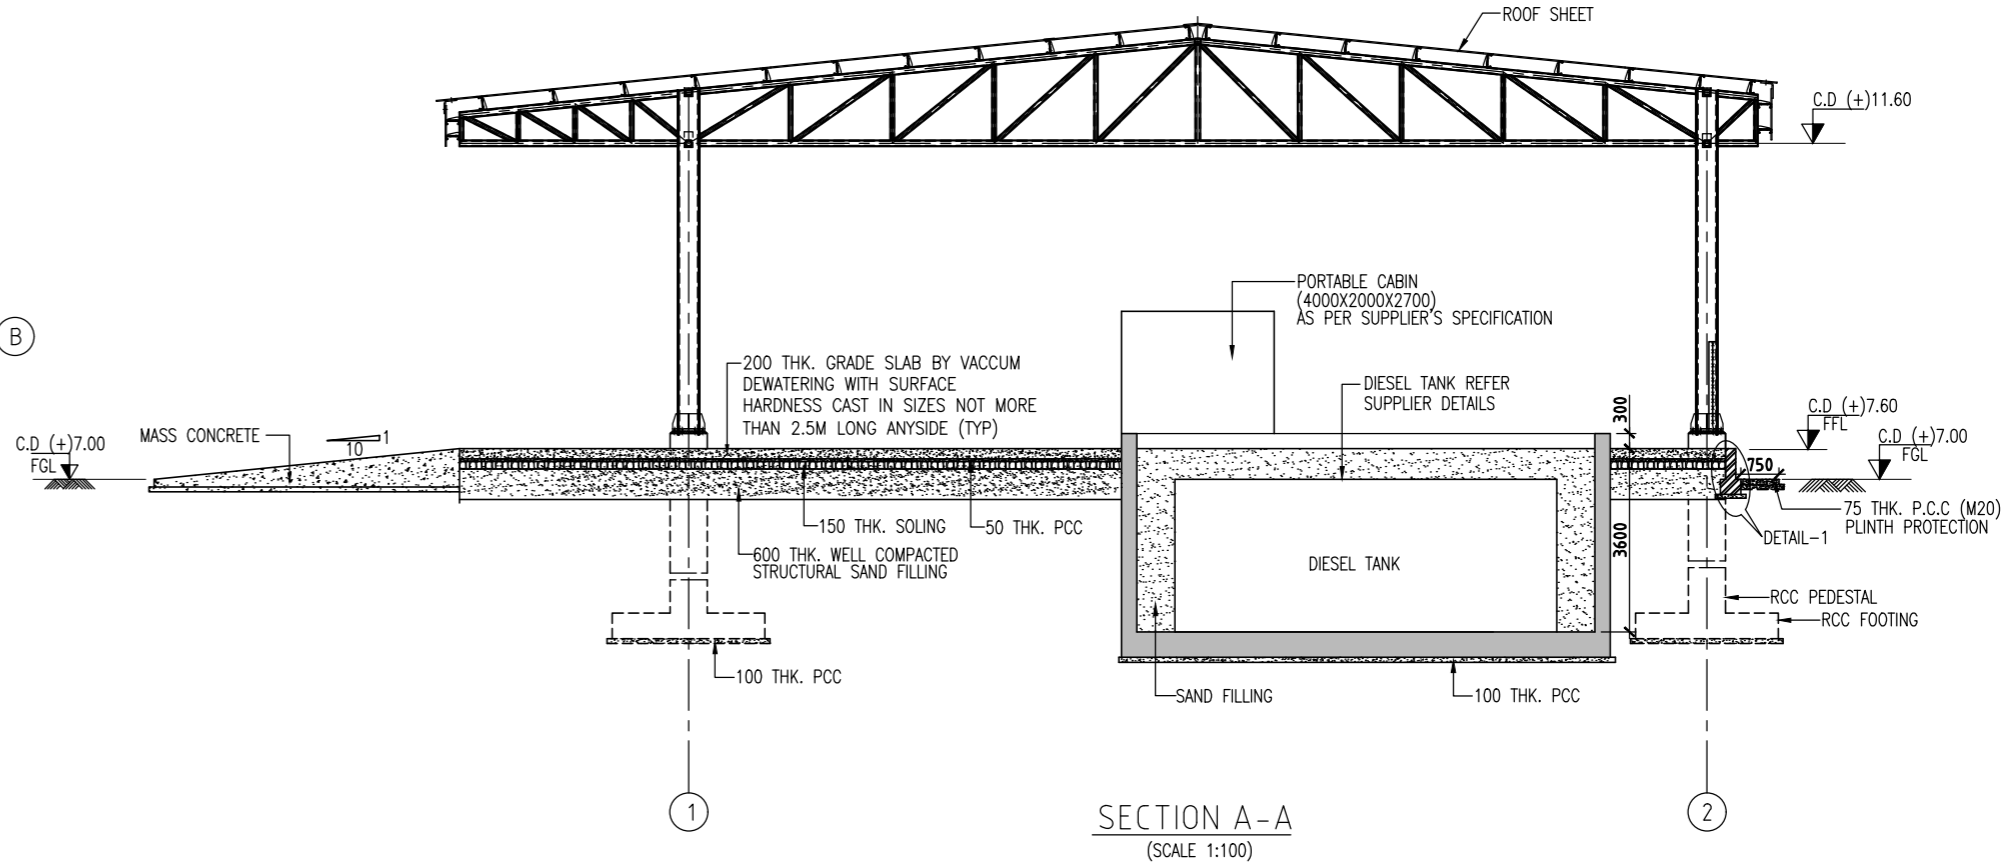 ROOF SHEET
C.D (+)11.60
PORTABLE CABIN
(4000X2000X2700)
AS PER SUPPLIER'S SPECIFICATION
B
200 THK. GRADE SLAB BY VACCUM
DEWATERING WITH SURFACE
HARDNESS CAST IN SIZES NOT MORE
THAN 2.5M LONG ANYSIDE (TYP)
DIESEL TANK REFER
SUPPLIER DETAILS
300
C.D (+)7.60
FFL
C.D (+)7.00
FGL
MASS CONCRETE
1
10
C.D (+)7.00
FGL
750
150 THK. SOLING
50 THK. PCC
75 THK. P.C.C (M20)
PLINTH PROTECTION
DETAIL-1
3600
600 THK. WELL COMPACTED
STRUCTURAL SAND FILLING
DIESEL TANK
RCC PEDESTAL
RCC FOOTING
100 THK. PCC
SAND FILLING
100 THK. PCC
1
2
SECTION A-A
(SCALE 1:100)